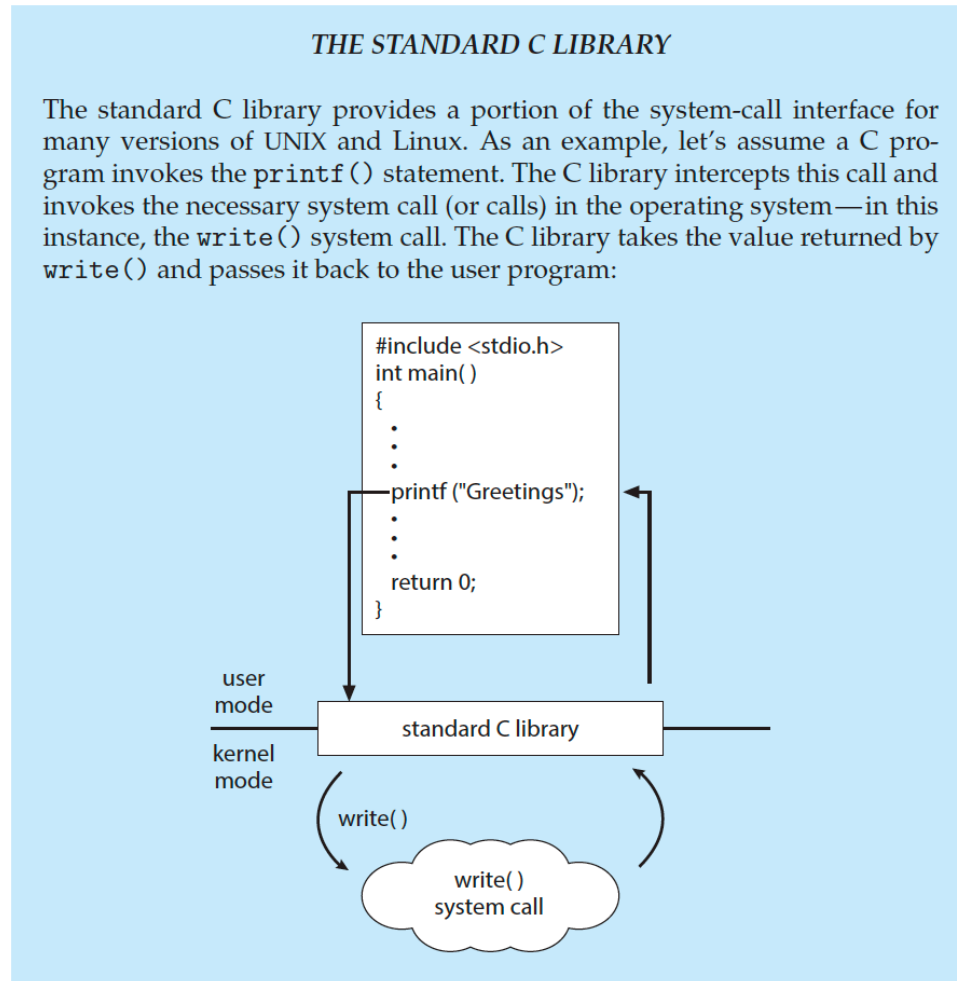 THE STANDARD C LIBRARY
The standard C library provides a portion of the system-call interface for
many versions of UNIX and Linux. As an example, let’s assume a C pro-
gram invokes the printf() statement. The C library intercepts this call and
invokes the necessary system call (or calls) in the operating system—in this
instance, the write() system call. The C library takes the value returned by
write() and passes it back to the user program:
#include <stdio.h>
int main( )
{
•
•
•
printf ("Greetings");
•
•
•
return 0;
}
user
mode
standard C library
kernel
mode
write( )
write( )
system call